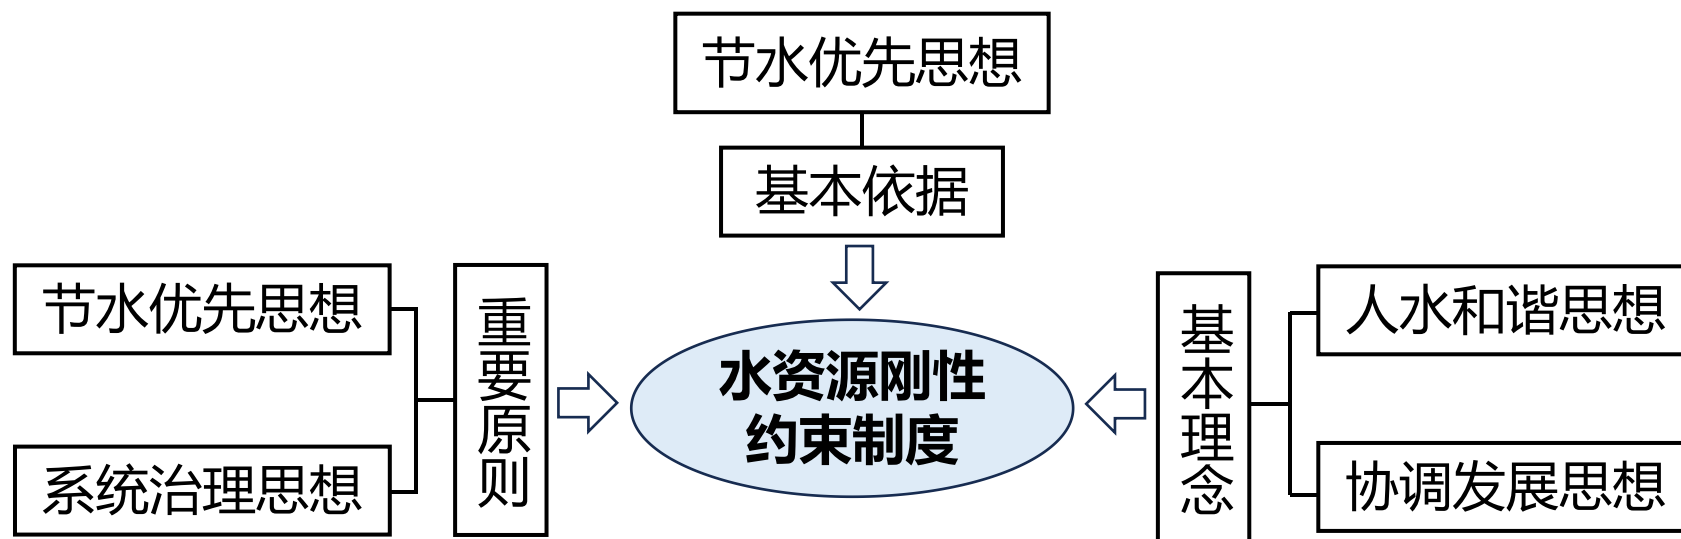 节水优先思想
基本依据
节水优先思想
系统治理思想
重要原则
水资源刚性
约束制度
基本理念
人水和谐思想
协调发展思想